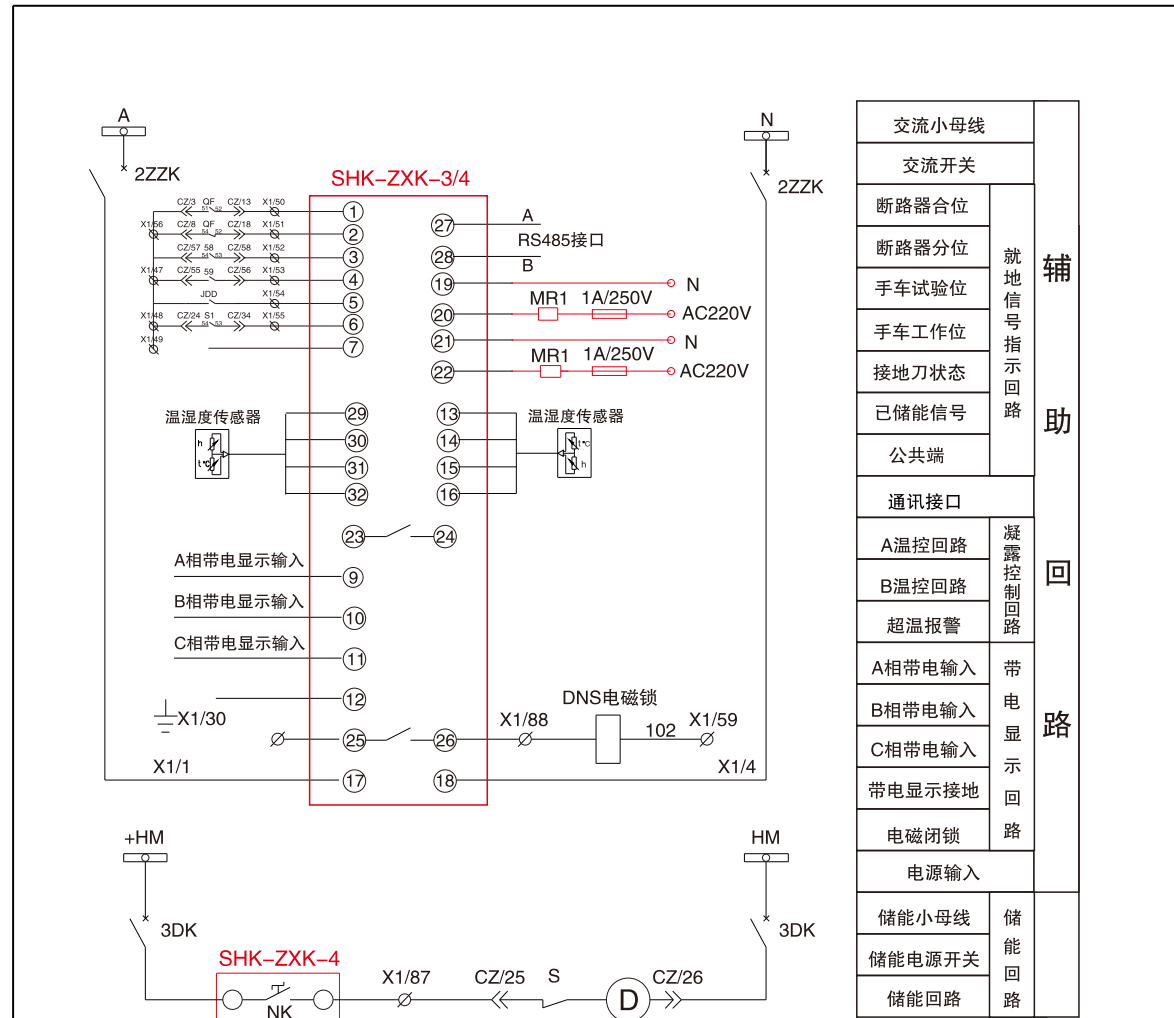 A
N
2ZZK
2ZZK
SHK-ZXK-3/4
CZ/3 QF CZ/13 X1/50
51 52
1
X1/56 CZ/8 QF CZ/18 X1/51
54 52
2
CZ/57 58 CZ/58 X1/52
54 53
3
X1/47 CZ/55 59 CZ/56 X1/53
4
JDD X1/54
5
X1/48 CZ/24 S1 CZ/34 X1/55
54 53
6
X1/49
7
27 A
RS485接口
28 B
19 N
20 MR1 1A/250V AC220V
21 N
22 MR1 1A/250V AC220V
温湿度传感器
h
t°C
29
30
31
32
13
14
15
16
温湿度传感器
t°C
h
23 24
A相带电显示输入
9
B相带电显示输入
10
C相带电显示输入
11
12
X1/30
25 26 X1/88 DNS电磁锁 102 X1/59
X1/1 17 18 X1/4
+HM
HM
3DK
3DK
SHK-ZXK-4
NK
X1/87 CZ/25 S D CZ/26
交流小母线
交流开关
断路器合位
断路器分位
手车试验位
手车工作位
接地刀状态
已储能信号
公共端
就地信号指示回路
通讯接口
A温控回路
B温控回路
超温报警
凝露控制回路
A相带电输入
B相带电输入
C相带电输入
带电显示接地
电磁闭锁
带电显示回路
电源输入
辅助回路
储能小母线
储能电源开关
储能回路
储能回路